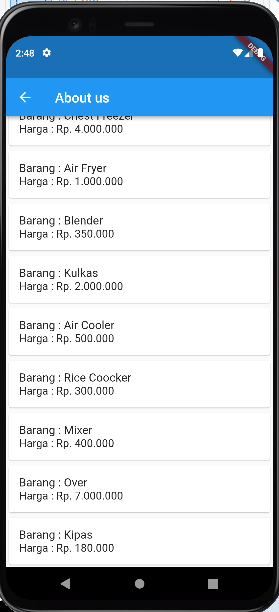 2:48
DEBUG
About us
Barang : Chest Freezer
Harga : Rp. 4.000.000
Barang : Air Fryer
Harga : Rp. 1.000.000
Barang : Blender
Harga : Rp. 350.000
Barang : Kulkas
Harga : Rp. 2.000.000
Barang : Air Cooler
Harga : Rp. 500.000
Barang : Rice Coocker
Harga : Rp. 300.000
Barang : Mixer
Harga : Rp. 400.000
Barang : Over
Harga : Rp. 7.000.000
Barang : Kipas
Harga : Rp. 180.000